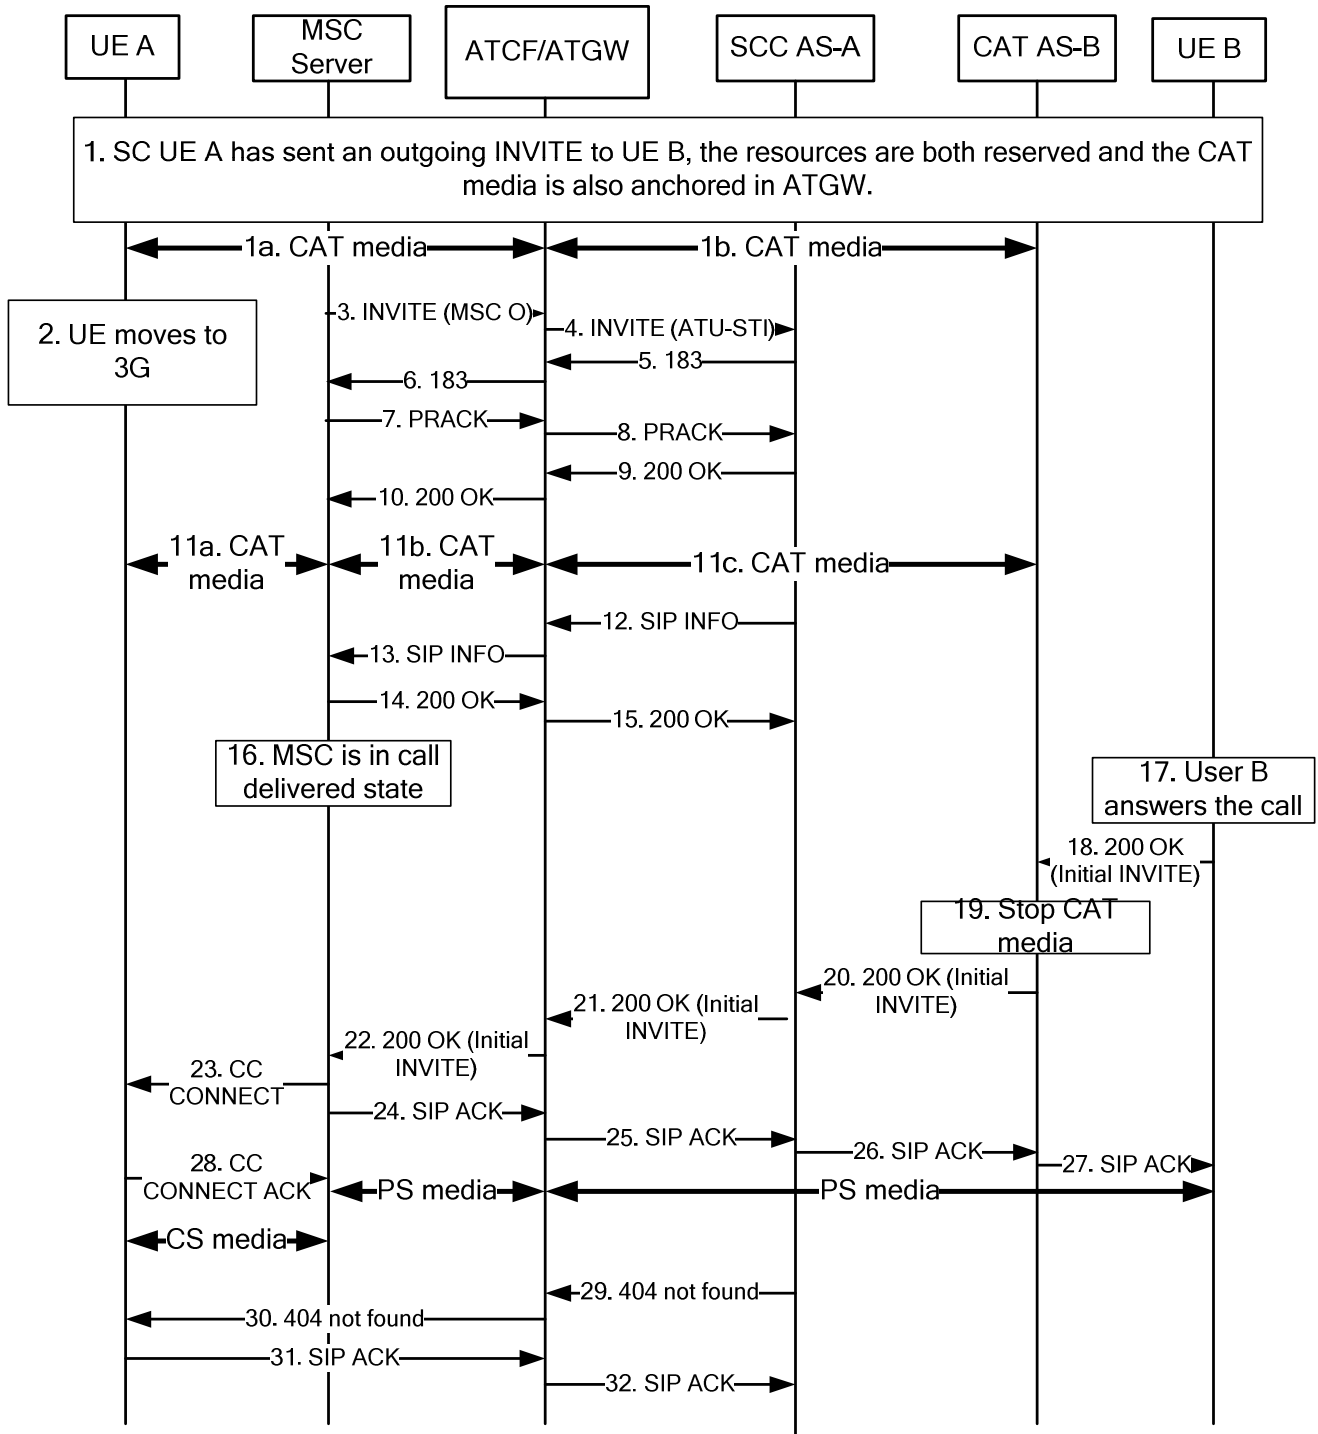 UE A
MSC
Server
ATCF/ATGW
SCC AS-A
CAT AS-B
UE B
1. SC UE A has sent an outgoing INVITE to UE B, the resources are both reserved and the CAT
media is also anchored in ATGW.
1a. CAT media
1b. CAT media
2. UE moves to
3G
3. INVITE (MSC O)
4. INVITE (ATU-STI)
5. 183
6. 183
7. PRACK
8. PRACK
9. 200 OK
10. 200 OK
11a. CAT
media
11b. CAT
media
11c. CAT media
12. SIP INFO
13. SIP INFO
14. 200 OK
15. 200 OK
16. MSC is in call
delivered state
17. User B
answers the call
18. 200 OK
(Initial INVITE)
19. Stop CAT
media
20. 200 OK (Initial
INVITE)
21. 200 OK (Initial
INVITE)
22. 200 OK (Initial
INVITE)
23. CC
CONNECT
24. SIP ACK
25. SIP ACK
26. SIP ACK
27. SIP ACK
28. CC
CONNECT ACK
PS media
PS media
CS media
29. 404 not found
30. 404 not found
31. SIP ACK
32. SIP ACK